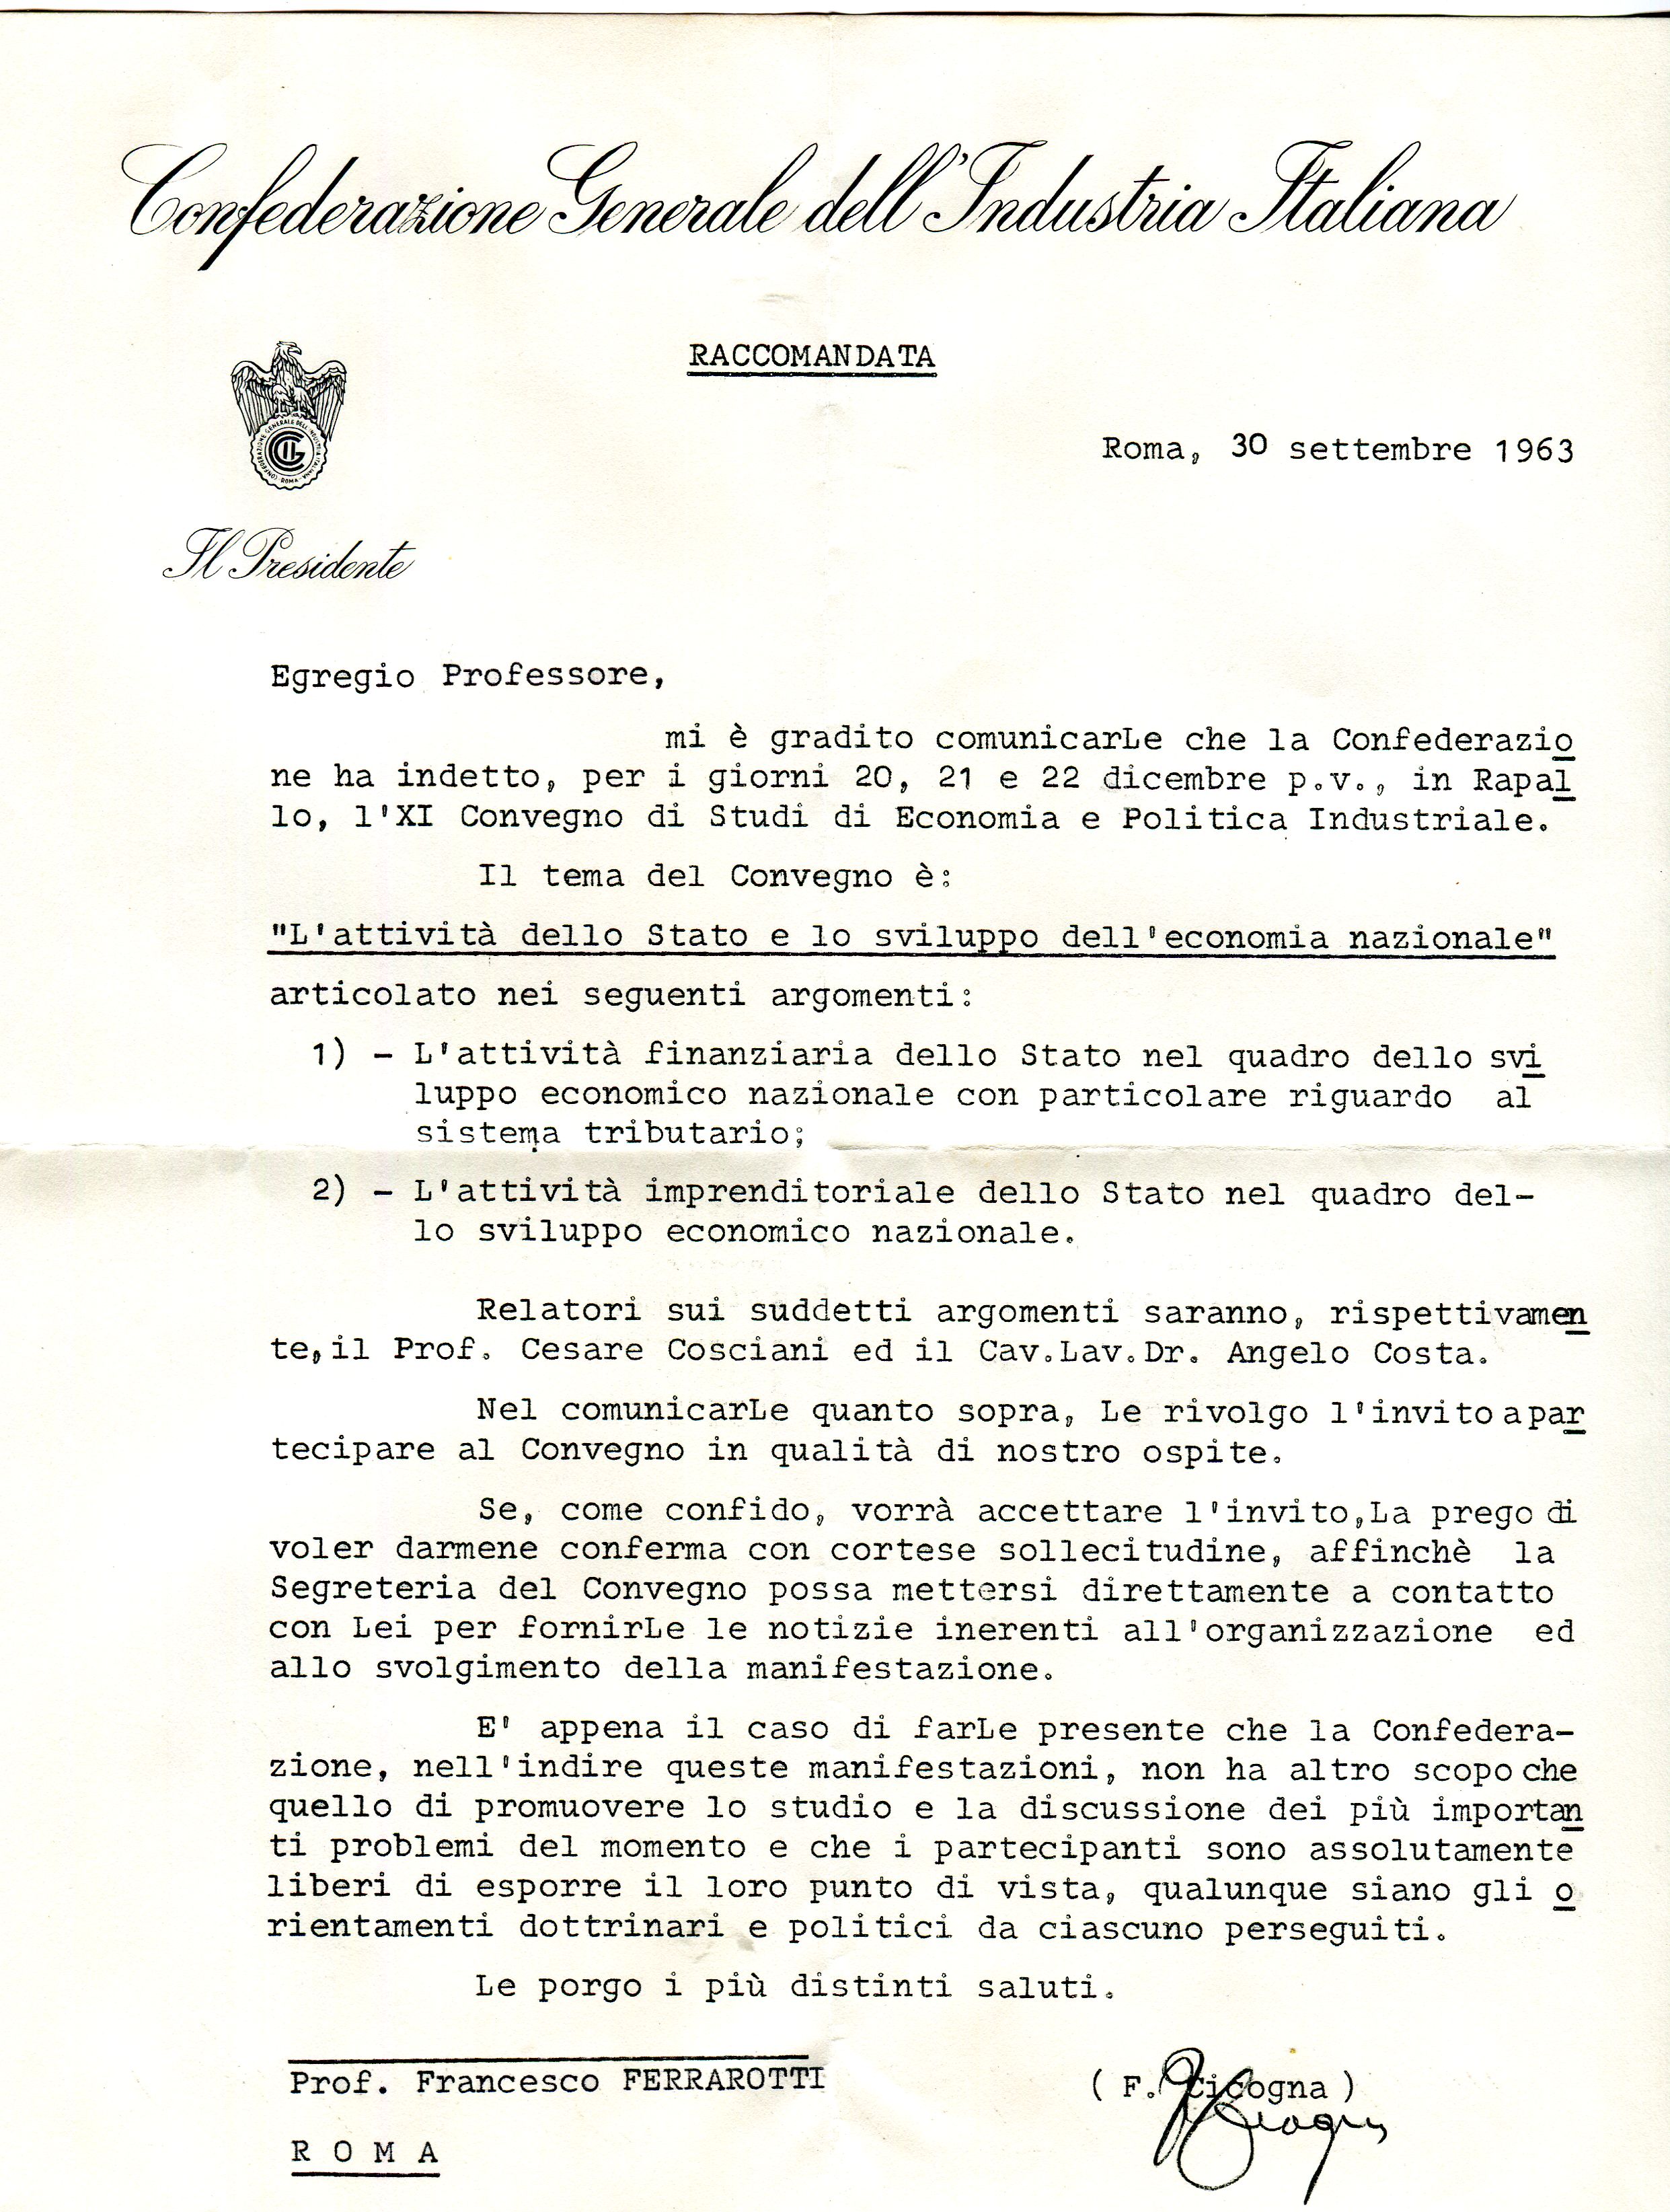 Confederazione Generale dell'Industria Italiana
RACCOMANDATA
CONFEDERAZIONE GENERALE DELL'INDUSTRIA ITALIANA
ROMA
Roma, 30 settembre 1963
Il Presidente
Egregio Professore,
mi è gradito comunicarLe che la Confederazio
ne ha indetto, per i giorni 20, 21 e 22 dicembre p.v., in Rapal
lo, l'XI Convegno di Studi di Economia e Politica Industriale.
Il tema del Convegno è:
"L'attività dello Stato e lo sviluppo dell'economia nazionale"
articolato nei seguenti argomenti:
1) - L'attività finanziaria dello Stato nel quadro dello svi
luppo economico nazionale con particolare riguardo al
sistema tributario;
2) - L'attività imprenditoriale dello Stato nel quadro del-
lo sviluppo economico nazionale.
Relatori sui suddetti argomenti saranno, rispettivamen
te, il Prof. Cesare Cosciani ed il Cav.Lav.Dr. Angelo Costa.
Nel comunicarLe quanto sopra, Le rivolgo l'invito a par
tecipare al Convegno in qualità di nostro ospite.
Se, come confido, vorrà accettare l'invito, La prego di
voler darmene conferma con cortese sollecitudine, affinchè la
Segreteria del Convegno possa mettersi direttamente a contatto
con Lei per fornirLe le notizie inerenti all'organizzazione ed
allo svolgimento della manifestazione.
E' appena il caso di farLe presente che la Confedera-
zione, nell'indire queste manifestazioni, non ha altro scopo che
quello di promuovere lo studio e la discussione dei più importan
ti problemi del momento e che i partecipanti sono assolutamente
liberi di esporre il loro punto di vista, qualunque siano gli o
rientamenti dottrinari e politici da ciascuno perseguiti.
Le porgo i più distinti saluti.
Prof. Francesco FERRAROTTI
( F. Cicogna )
R O M A